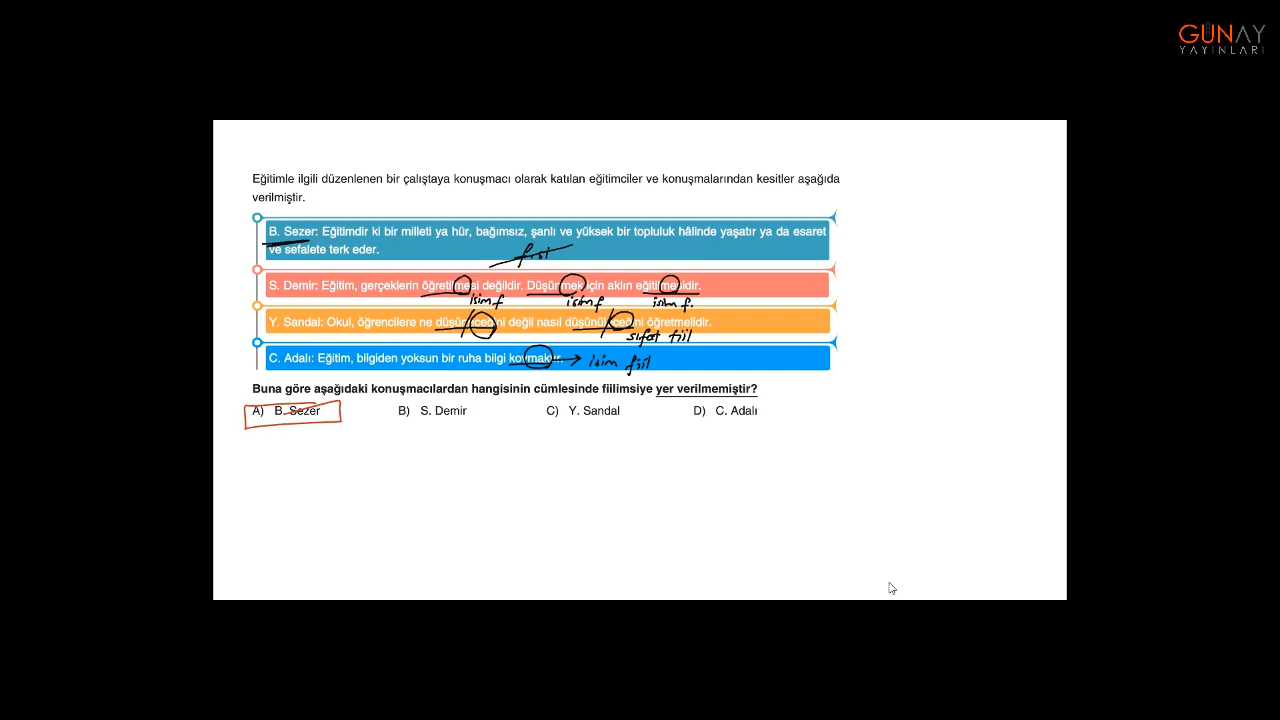 GÜNAY
YAYINLARI
Eğitimle ilgili düzenlenen bir çalıştaya konuşmacı olarak katılan eğitimciler ve konuşmalarından kesitler aşağıda
verilmiştir.
B. Sezer: Eğitimdir ki bir milleti ya hür, bağımsız, şanlı ve yüksek bir topluluk hâlinde yaşatır ya da esaret
ve sefalete terk eder.
S. Demir: Eğitim, gerçeklerin öğretilmesi değildir. Düşünmek için aklın eğitilmesidir.
isim f isim f isim f.
Y. Sandal: Okul, öğrencilere ne düşüneceğini değil nasıl düşünüleceğini öğretmelidir.
sıfat fiil
C. Adalı: Eğitim, bilgiden yoksun bir ruha bilgi koymaktır. → isim fiil
Buna göre aşağıdaki konuşmacılardan hangisinin cümlesinde fiilimsiye yer verilmemiştir?
A) B. Sezer B) S. Demir C) Y. Sandal D) C. Adalı